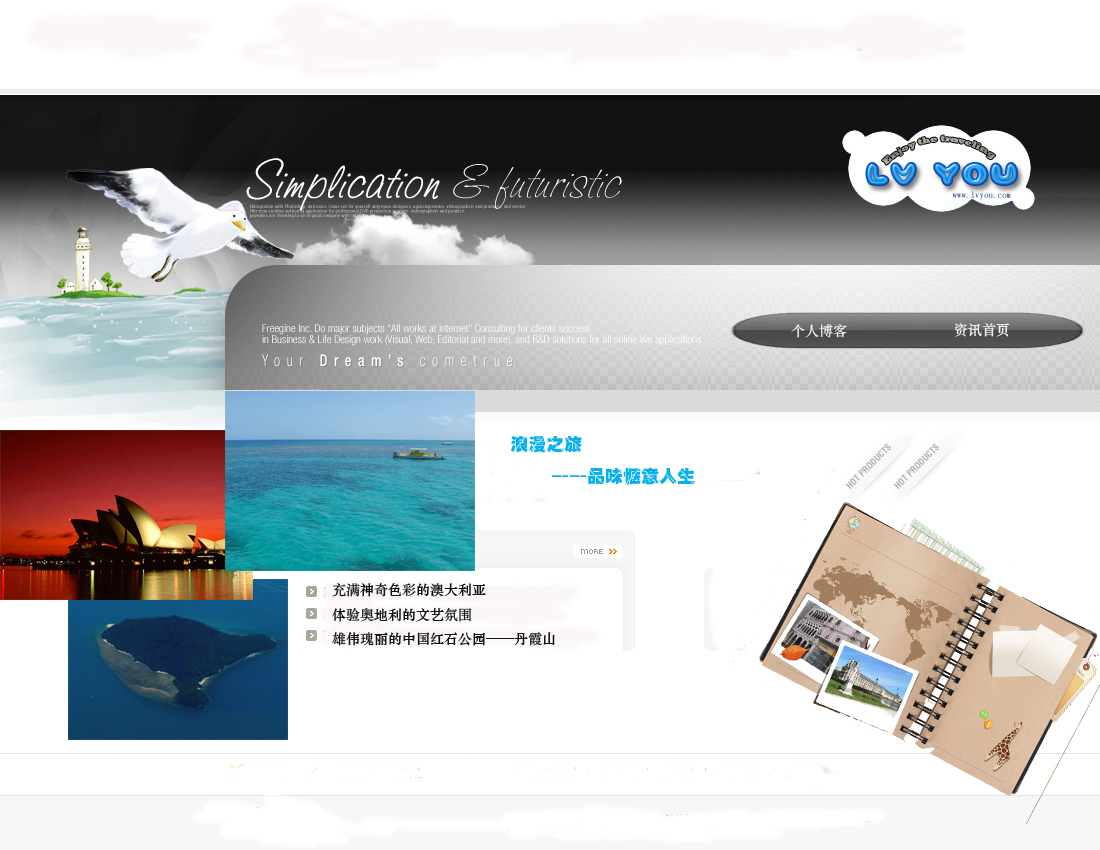 Enjoy the traveling
LV YOU
www.lvyou.com
Simplication & futuristic
Freegine Inc. Do major subjects "All works at internet" Consulting for clients success
in Business & Life Design work (Visual, Web, Editorial and more), and R&D solutions for all-online live applications
Your Dream's cometrue
个人博客
资讯首页
浪漫之旅
----品味惬意人生
HOT PRODUCTS
HOT PRODUCTS
MORE
充满神奇色彩的澳大利亚
体验奥地利的文艺氛围
雄伟瑰丽的中国红石公园——丹霞山